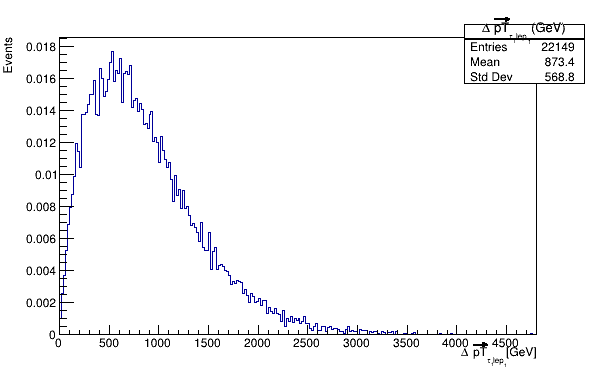 Δ pT τ₁lep₁ (GeV)
Entries 22149
Mean 873.4
Std Dev 568.8
Events
0.018
0.016
0.014
0.012
0.01
0.008
0.006
0.004
0.002
0
0 500 1000 1500 2000 2500 3000 3500 4000 4500
Δ pT τ₁lep₁ [GeV]